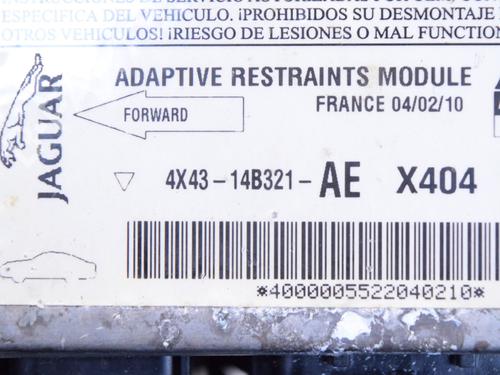 ESPECIFICA DEL VEHICULO. ¡PROHIBIDOS SU DESMONTAJE
OTROS VEHICULOS! ¡RIESGO DE LESIONES O MAL FUNCTION
JAGUAR
ADAPTIVE RESTRAINTS MODULE
FORWARD
FRANCE 04/02/10
4X43-14B321-AE X404
*4000005522040210*